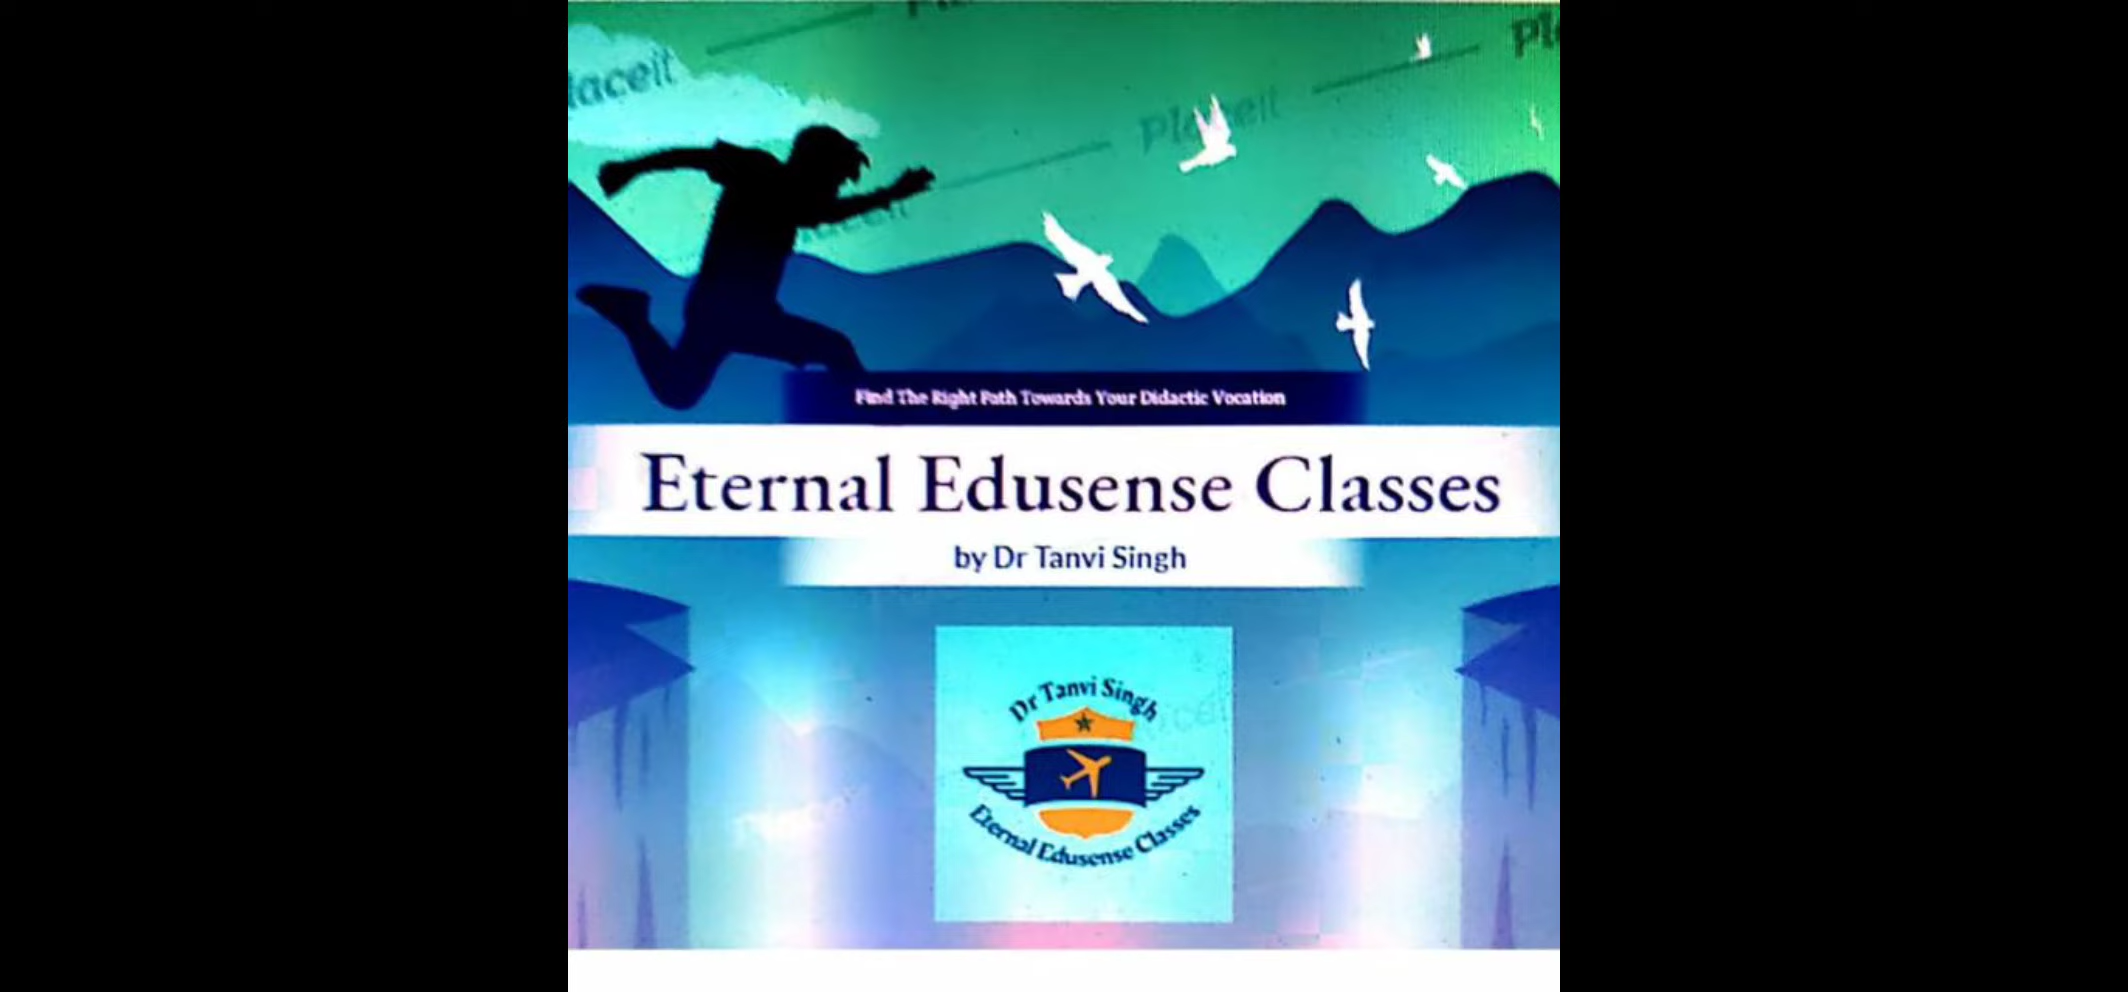 Placeit
Find The Right Path Towards Your Didactic Vocation
Eternal Edusense Classes
by Dr Tanvi Singh
Dr Tanvi Singh
Eternal Edusense Classes